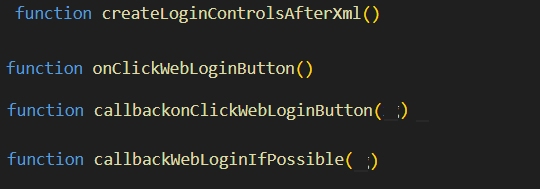 function createLoginControlsAfterXml()
function onClickWebLoginButton()
function callbackonClickWebLoginButton(_;)
function callbackWebLoginIfPossible(_;)